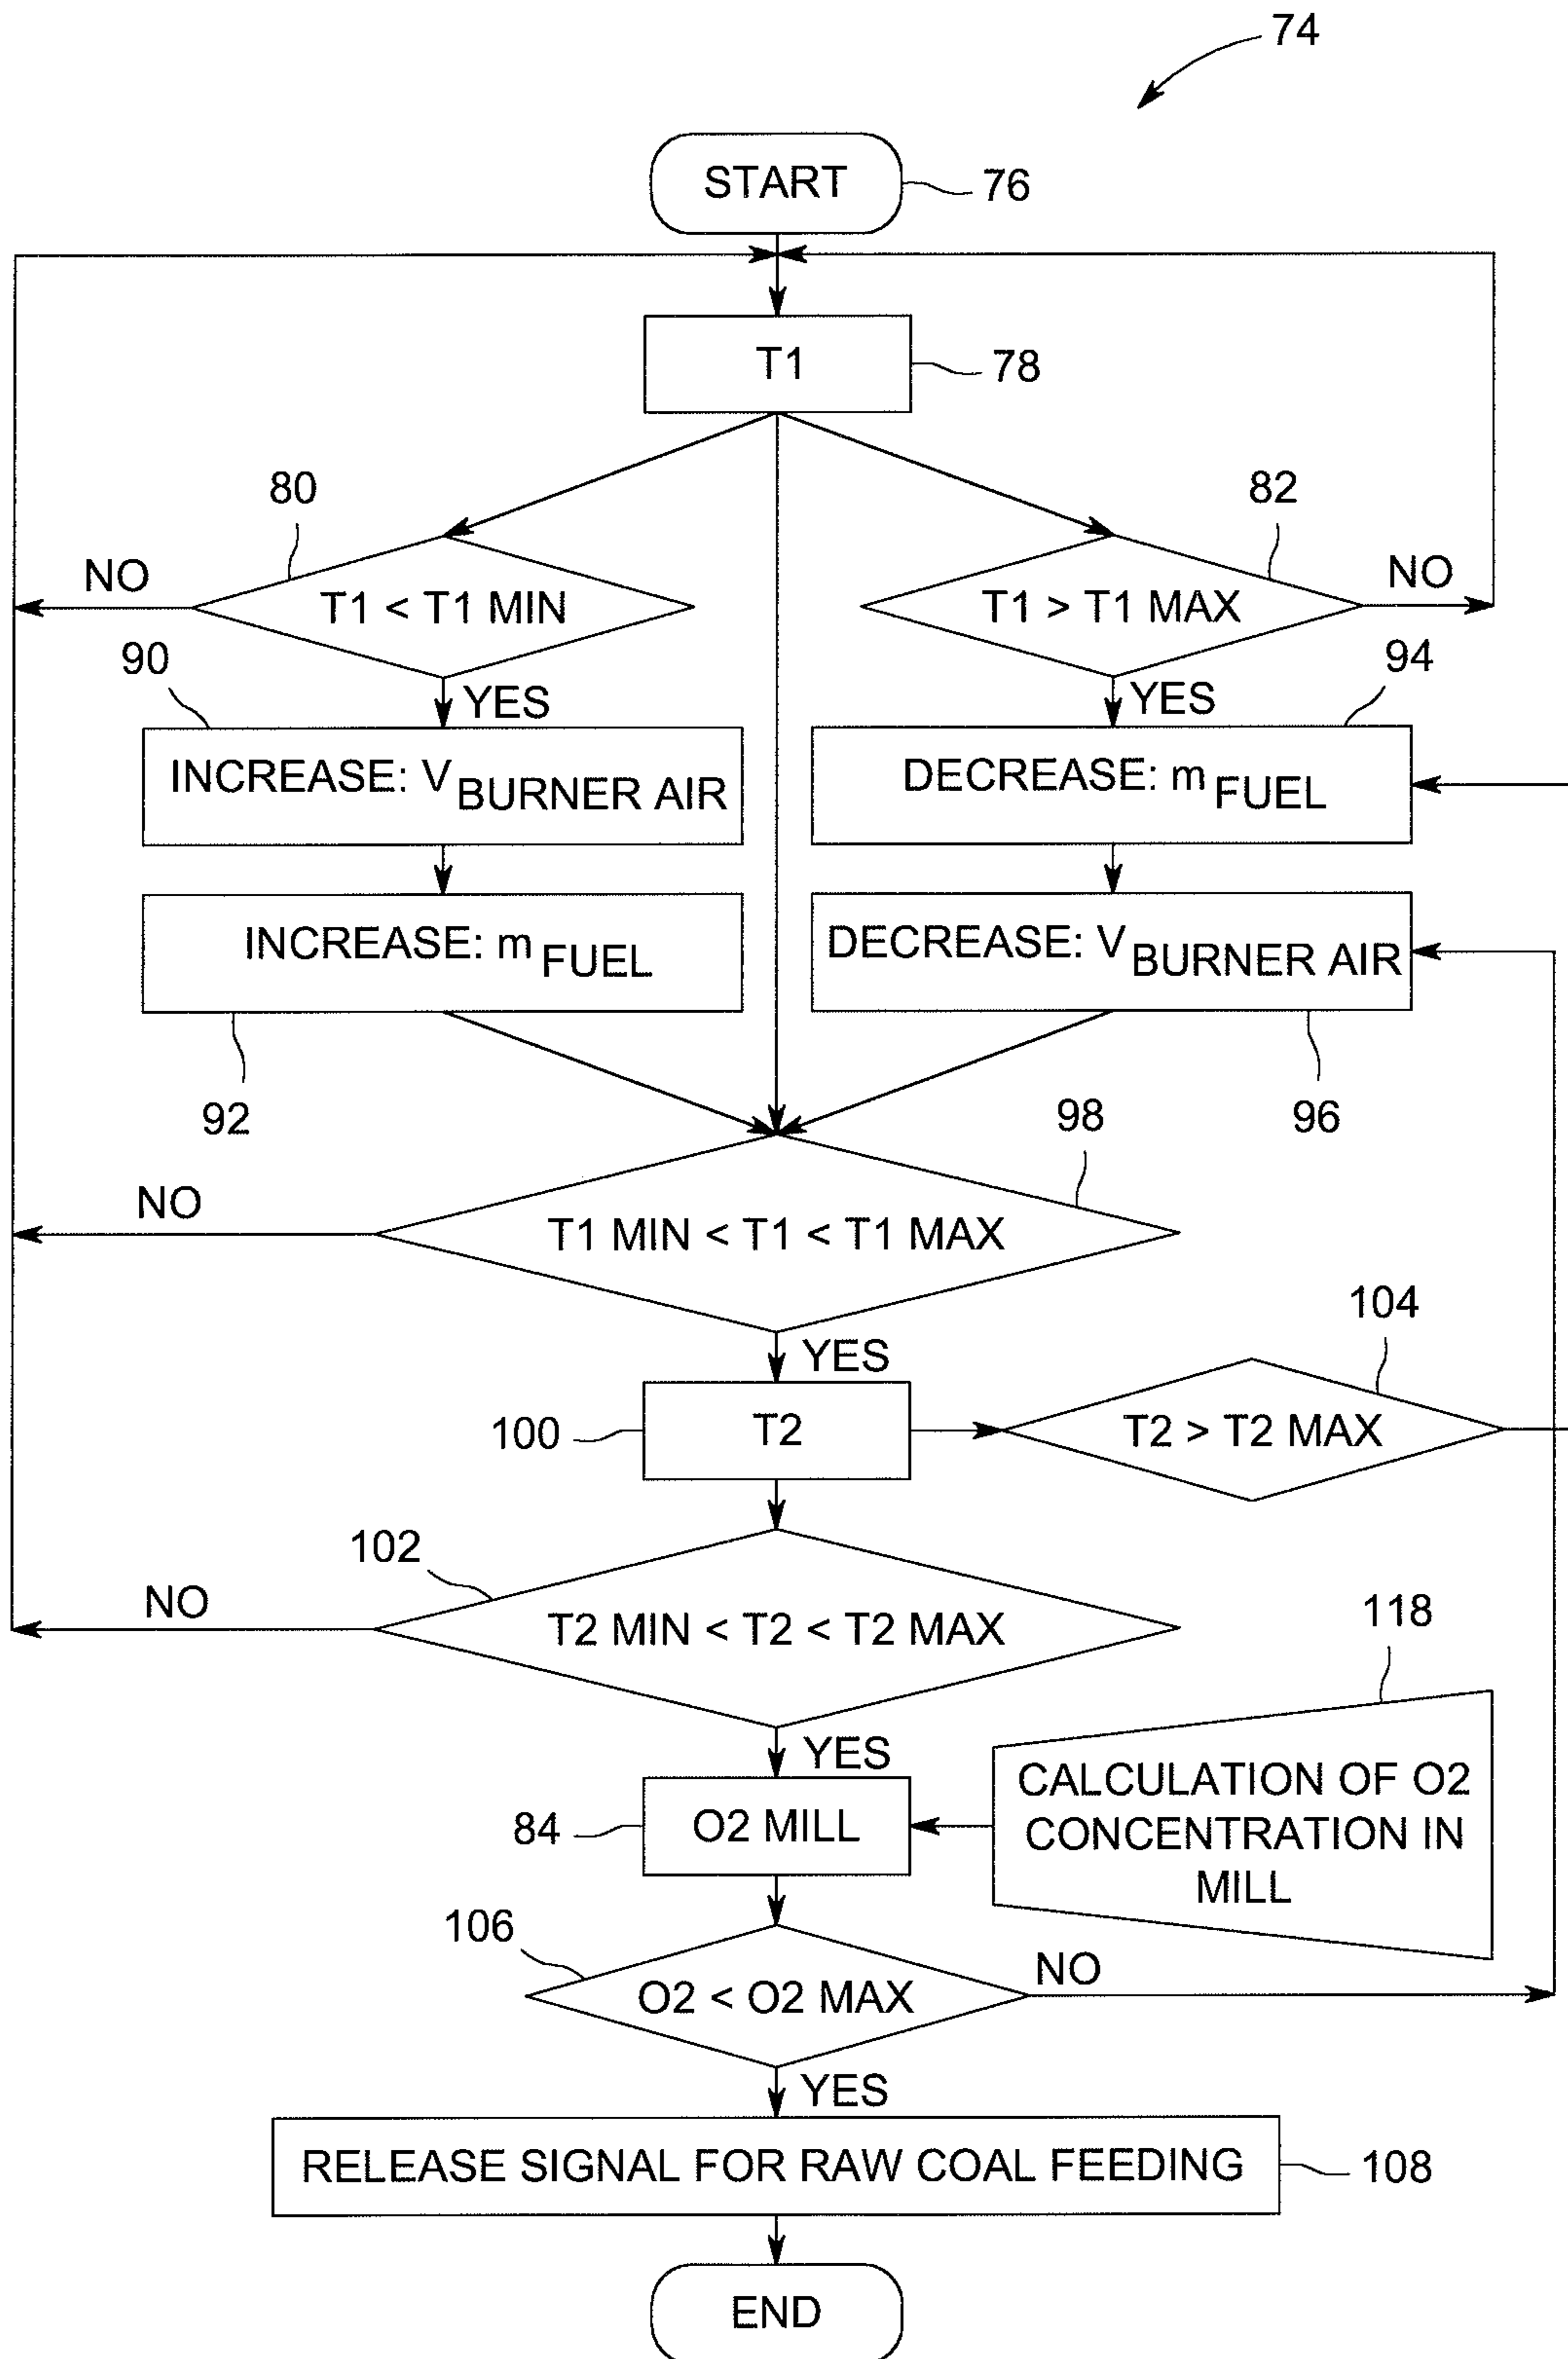 74
START
76
T1
78
80
82
NO
T1 < T1 MIN
T1 > T1 MAX
NO
90
YES
YES
94
INCREASE: V BURNER AIR
DECREASE: m FUEL
INCREASE: m FUEL
DECREASE: V BURNER AIR
92
98
96
NO
T1 MIN < T1 < T1 MAX
104
YES
100
T2
T2 > T2 MAX
102
NO
T2 MIN < T2 < T2 MAX
118
YES
84
O2 MILL
CALCULATION OF O2
CONCENTRATION IN
MILL
106
O2 < O2 MAX
NO
YES
RELEASE SIGNAL FOR RAW COAL FEEDING
108
END